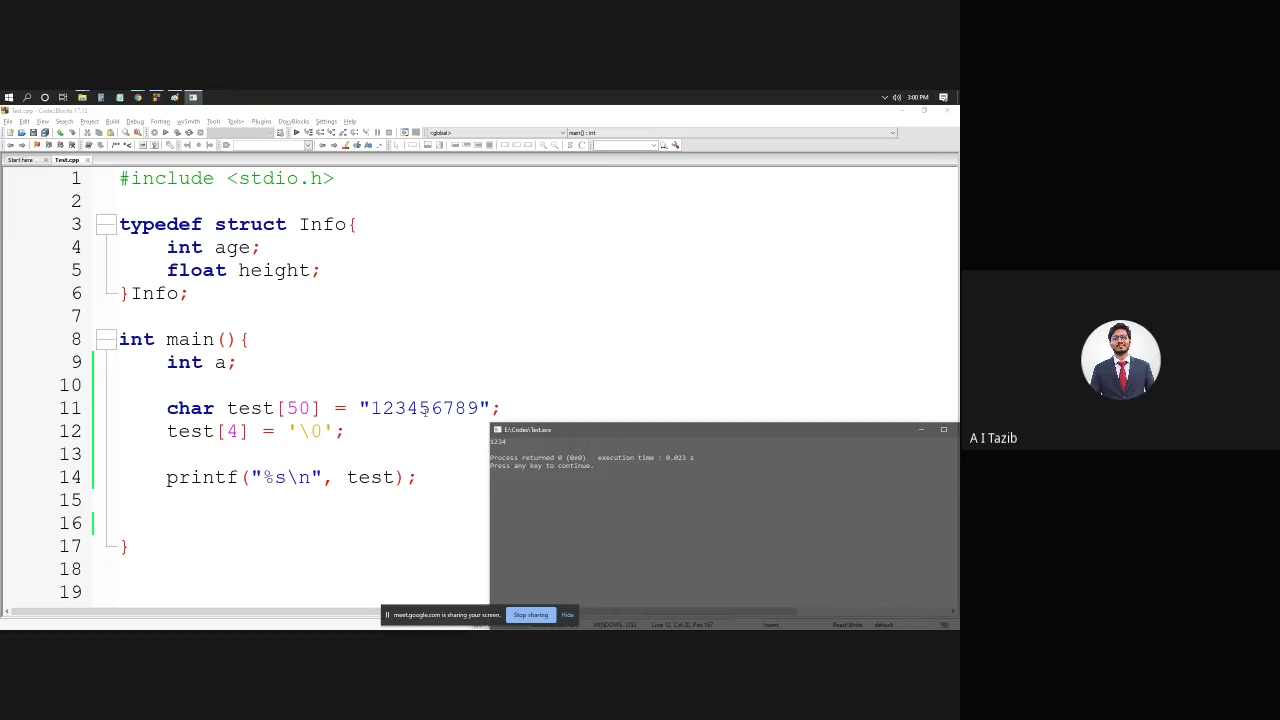 3:00 PM
Test.cpp - Code::Blocks 17.12
File Edit View Search Project Build Debug Fortran wxSmith Tools Tools+ Plugins DoxyBlocks Settings Help
<global> main() : int
Start here Test.cpp
1 #include <stdio.h>
2
3 typedef struct Info{
4 int age;
5 float height;
6 }Info;
7
8 int main(){
9 int a;
10
11 char test[50] = "123456789";
12 test[4] = '\0';
13
14 printf("%s\n", test);
15
16
17 }
18
19
E:\Codes\Test.exe
1234
Process returned 0 (0x0) execution time : 0.023 s
Press any key to continue.
meet.google.com is sharing your screen. Stop sharing Hide
WINDOWS-1252 Line 12, Col 20, Pos 167 Insert Read/Write default
A I Tazib